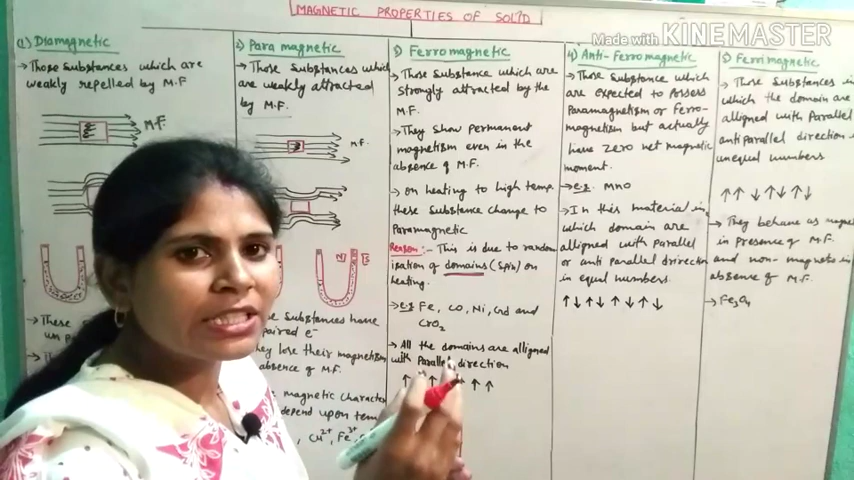 MAGNETIC PROPERTIES OF SOLID
Made with KINEMASTER
1) Diamagnetic
→ Those Substances which are
weakly repelled by M.F
M.F.
→ These
un pa
2) Para magnetic
→ Those Substances which
are weakly attracted
by M.F.
M.F.
N
S
Substances have
paired e⁻
they lose their magnetism
absence of M.F.
magnetic character
depend upon tem
, Cu²⁺, Fe³⁺,
3) Ferromagnetic
→ Those Substance which are
strongly attracted by the
M.F.
→ They show permanent
magnetism even in the
absence of M.F.
→ on heating to high temp.
these Substance change to
Paramagnetic
Reason :- This is due to random
isation of domains (Spin) on
heating.
→ e.g Fe, CO, Ni, Gd and
CrO₂
→ All the domains are alligned
with Parallel direction
↑ ↑ ↑ ↑ ↑
4) Anti-Ferromagnetic
→ Those Substance which
are expected to Possess
Paramagnetism or Ferro-
magnetism but actually
have zero net magnetic
moment.
→ e.g. MnO
→ In this material in
which domain are
alligned with Parallel
or anti parallel drirection
in equal numbers.
↑↓↑↓↑↓↑↓
5) Ferrimagnetic
→ Those Substances in
which the domain are
alligned with Parallel
anti parallel direction in
unequal numbers
↑↑↓↑↓↑↓
→ They behave as magnet
in presence of M.F.
and non-magnets in
absence of M.F.
→ Fe₃O₄